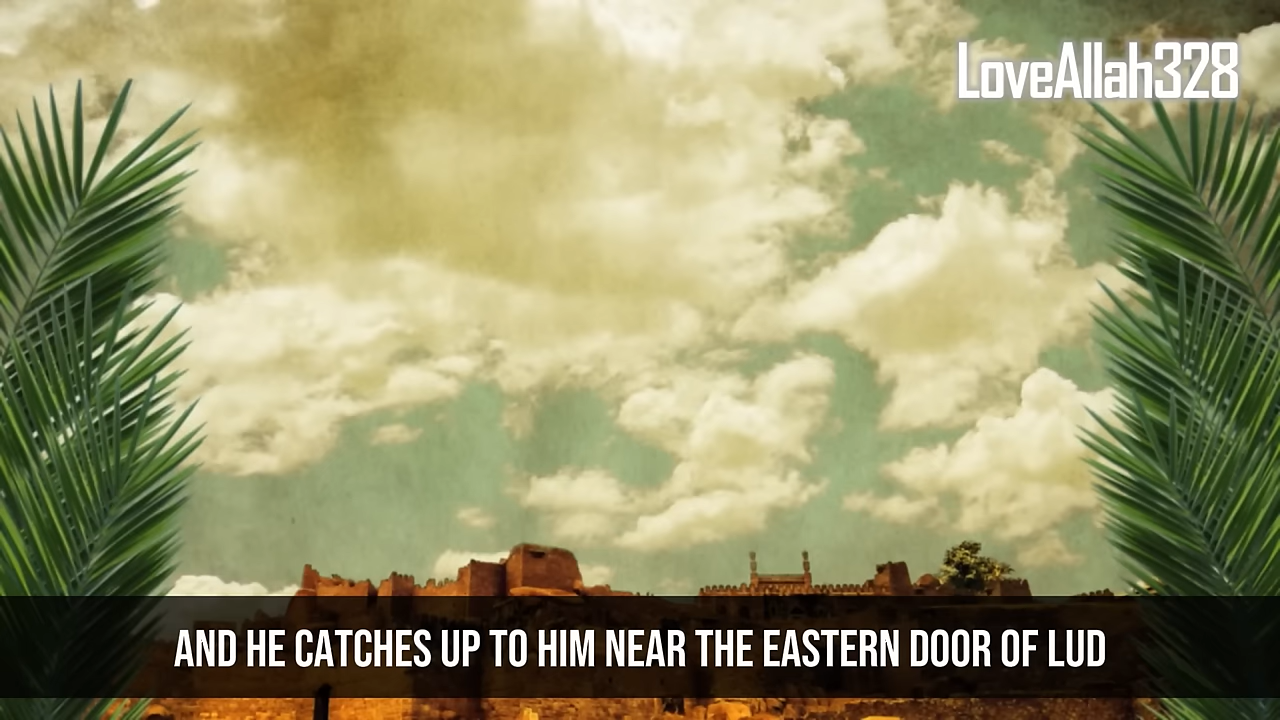 LoveAllah328
AND HE CATCHES UP TO HIM NEAR THE EASTERN DOOR OF LUD